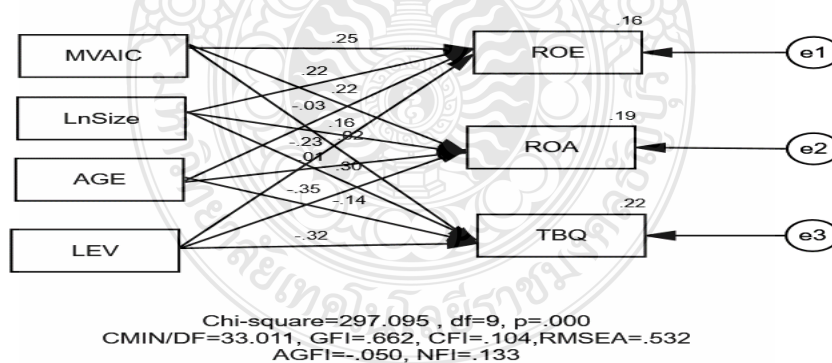 .16
MVAIC .25 ROE e1
.22
.22
LnSize -.03 .19
.16
.02
-.23 ROA e2
.01
AGE .30
-.35 -.14 .22
LEV -.32 TBQ e3
Chi-square=297.095 , df=9, p=.000
CMIN/DF=33.011, GFI=.662, CFI=.104,RMSEA=.532
AGFI=-.050, NFI=.133